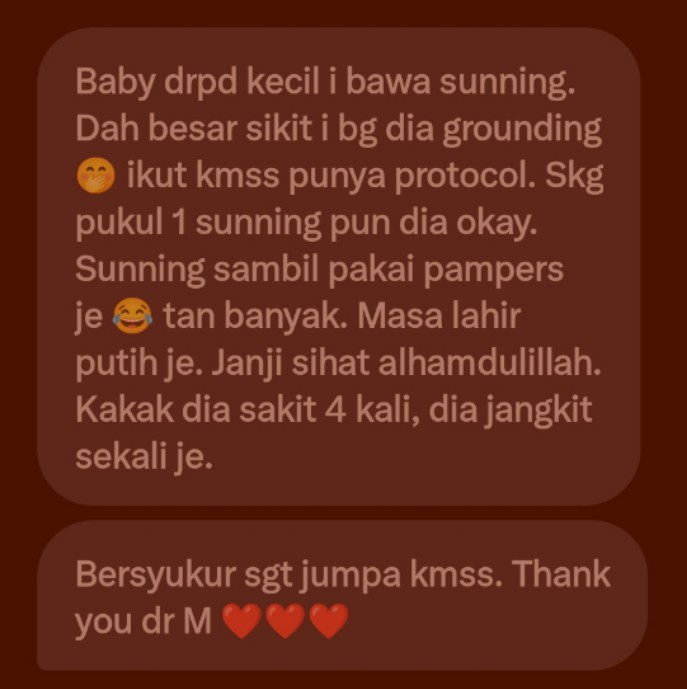 Baby drpd kecil i bawa sunning.
Dah besar sikit i bg dia grounding
🤭 ikut kmss punya protocol. Skg
pukul 1 sunning pun dia okay.
Sunning sambil pakai pampers
je 😂 tan banyak. Masa lahir
putih je. Janji sihat alhamdulillah.
Kakak dia sakit 4 kali, dia jangkit
sekali je.
Bersyukur sgt jumpa kmss. Thank
you dr M ❤️❤️❤️